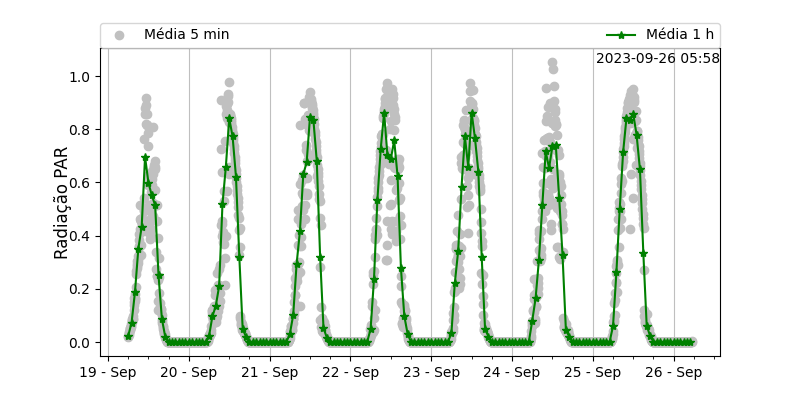 Média 5 min
Média 1 h
2023-09-26 05:58
Radiação PAR
1.0
0.8
0.6
0.4
0.2
0.0
19 - Sep
20 - Sep
21 - Sep
22 - Sep
23 - Sep
24 - Sep
25 - Sep
26 - Sep